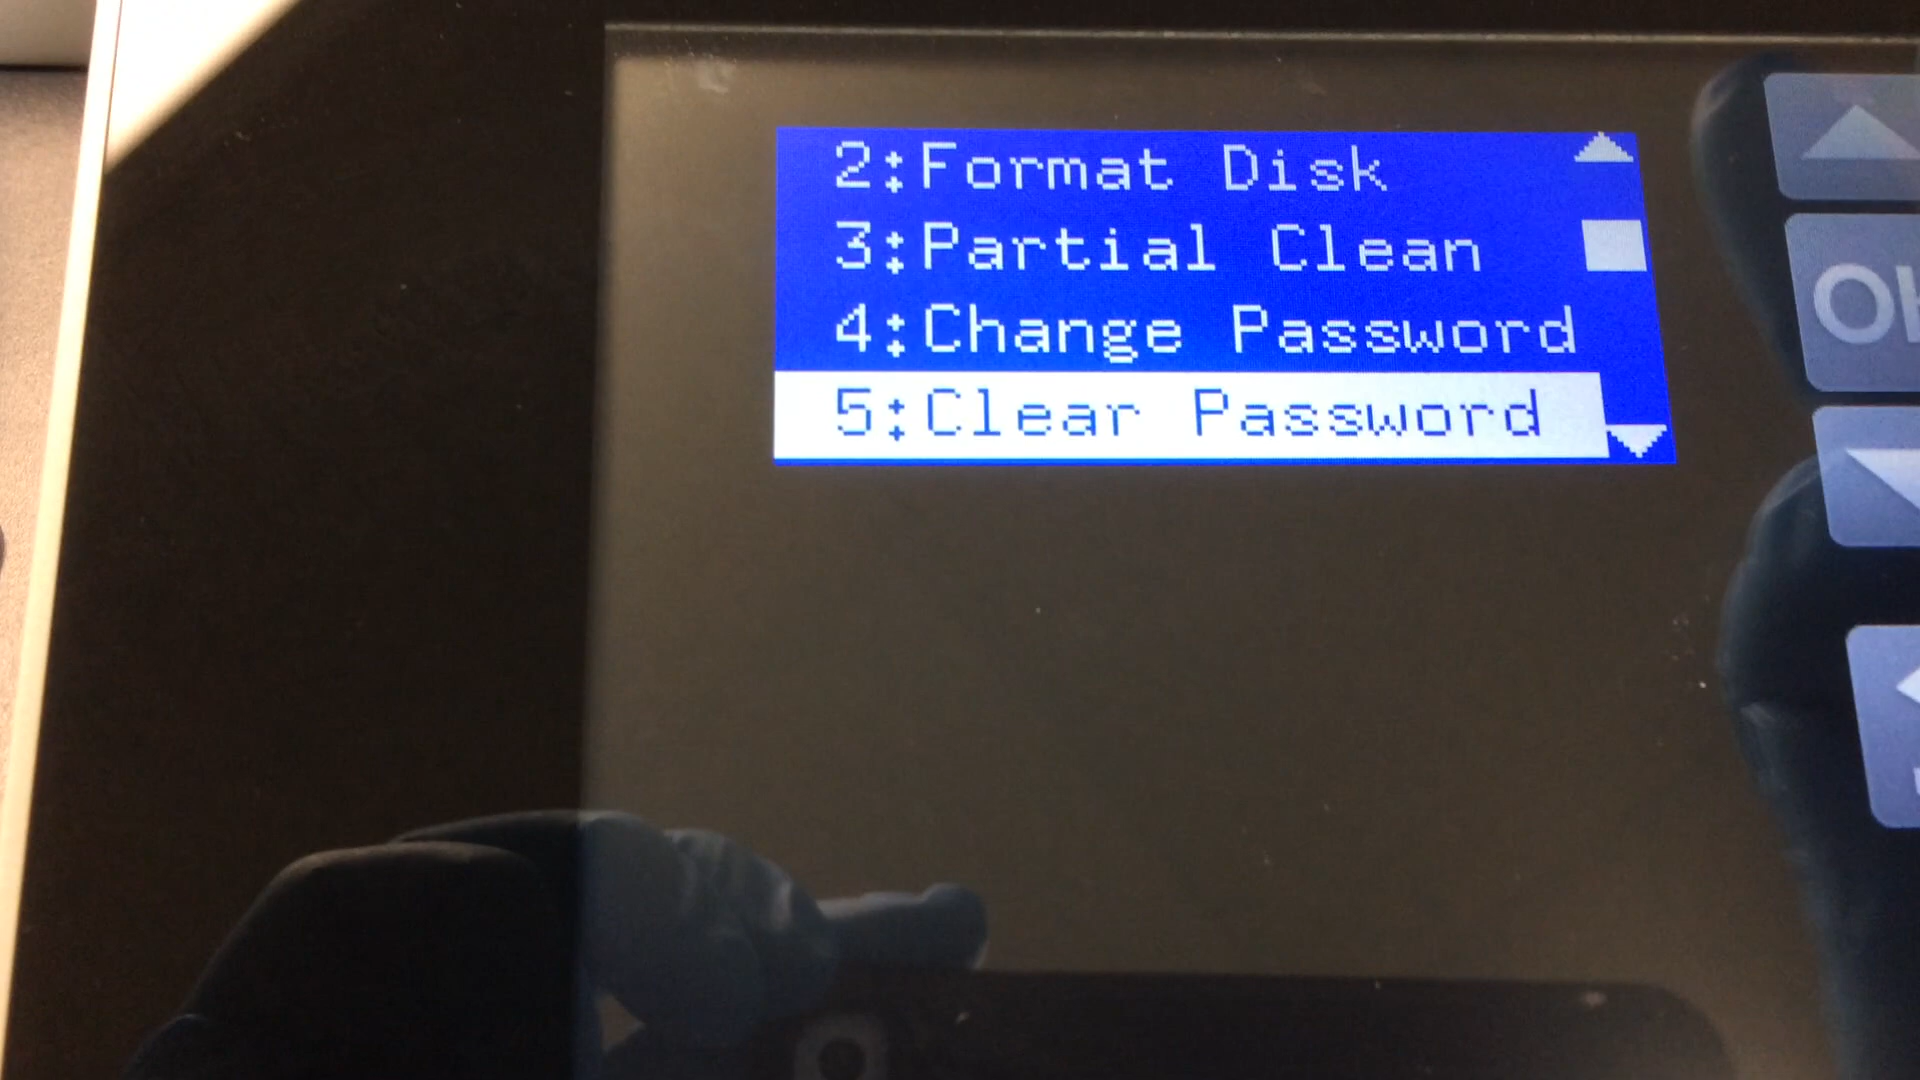 2:Format Disk
3:Partial Clean
4:Change Password
5:Clear Password